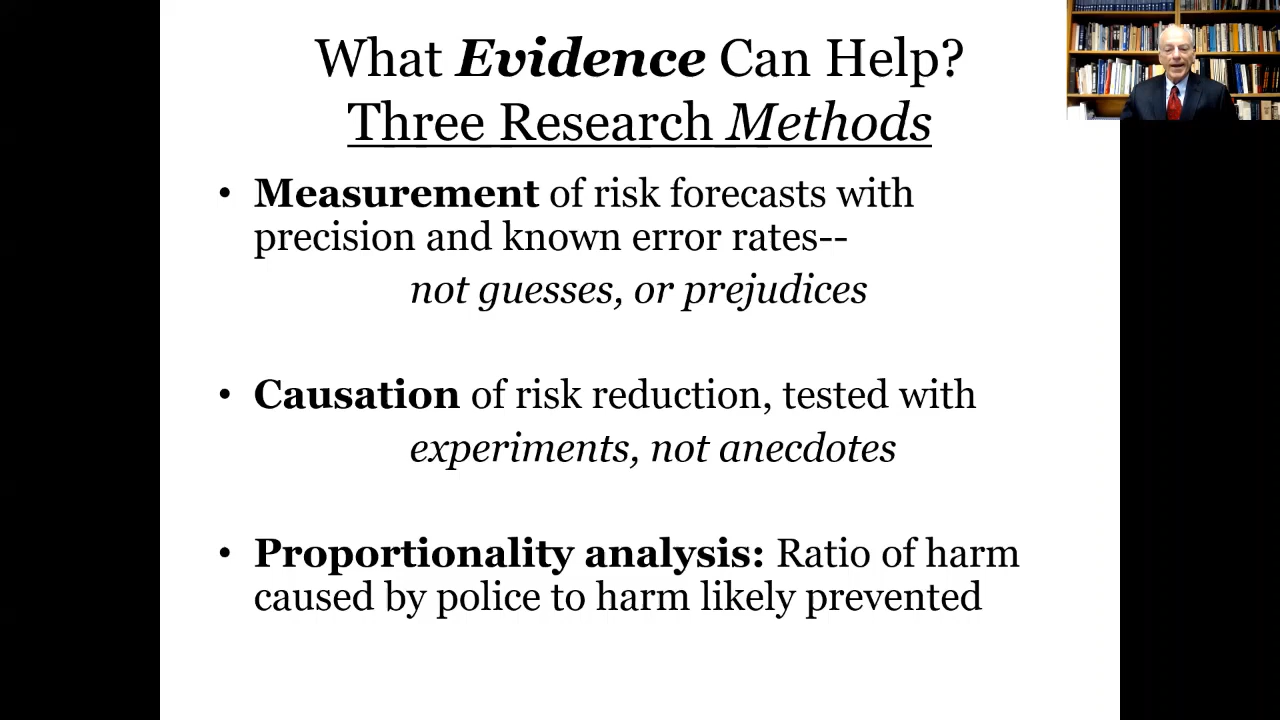 What Evidence Can Help?
Three Research Methods
• Measurement of risk forecasts with
precision and known error rates--
not guesses, or prejudices
• Causation of risk reduction, tested with
experiments, not anecdotes
• Proportionality analysis: Ratio of harm
caused by police to harm likely prevented